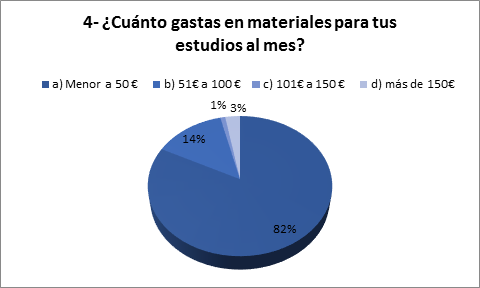 4- ¿Cuánto gastas en materiales para tus
estudios al mes?
a) Menor a 50 € b) 51€ a 100 € c) 101€ a 150 € d) más de 150€
1% 3%
14%
82%